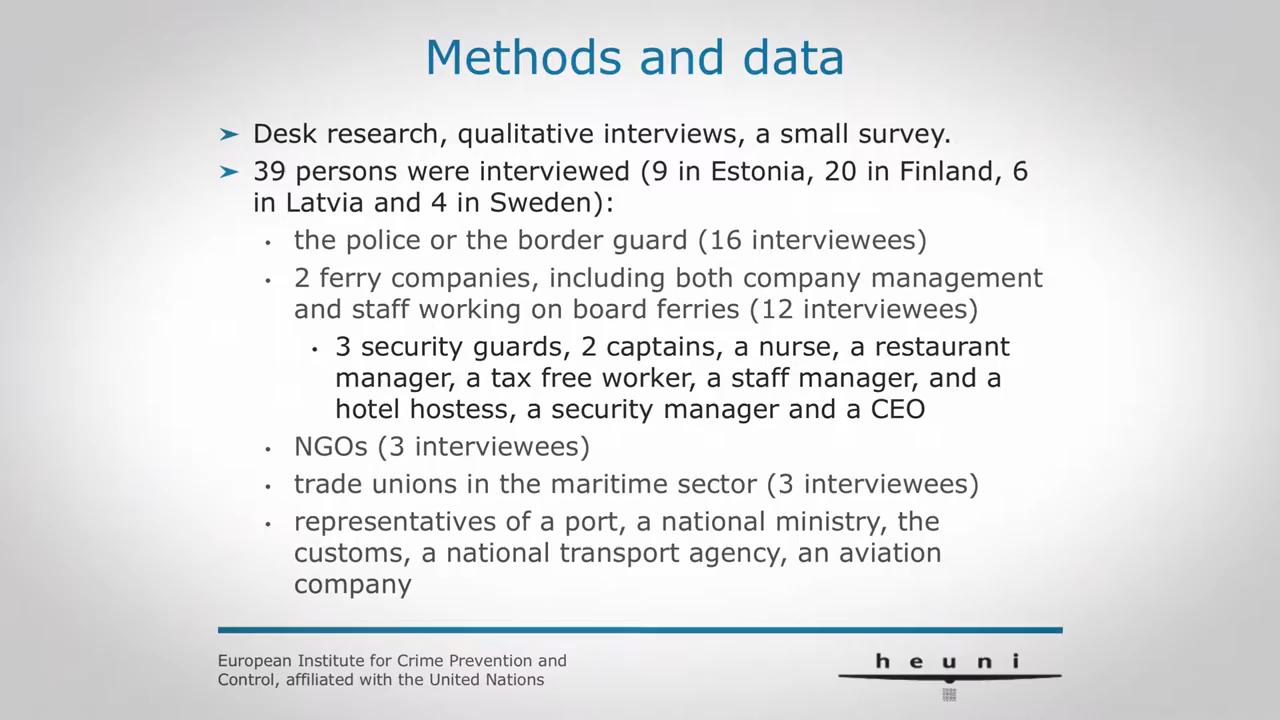 Methods and data
➤ Desk research, qualitative interviews, a small survey.
➤ 39 persons were interviewed (9 in Estonia, 20 in Finland, 6
in Latvia and 4 in Sweden):
• the police or the border guard (16 interviewees)
• 2 ferry companies, including both company management
and staff working on board ferries (12 interviewees)
• 3 security guards, 2 captains, a nurse, a restaurant
manager, a tax free worker, a staff manager, and a
hotel hostess, a security manager and a CEO
• NGOs (3 interviewees)
• trade unions in the maritime sector (3 interviewees)
• representatives of a port, a national ministry, the
customs, a national transport agency, an aviation
company
European Institute for Crime Prevention and
Control, affiliated with the United Nations
heuni